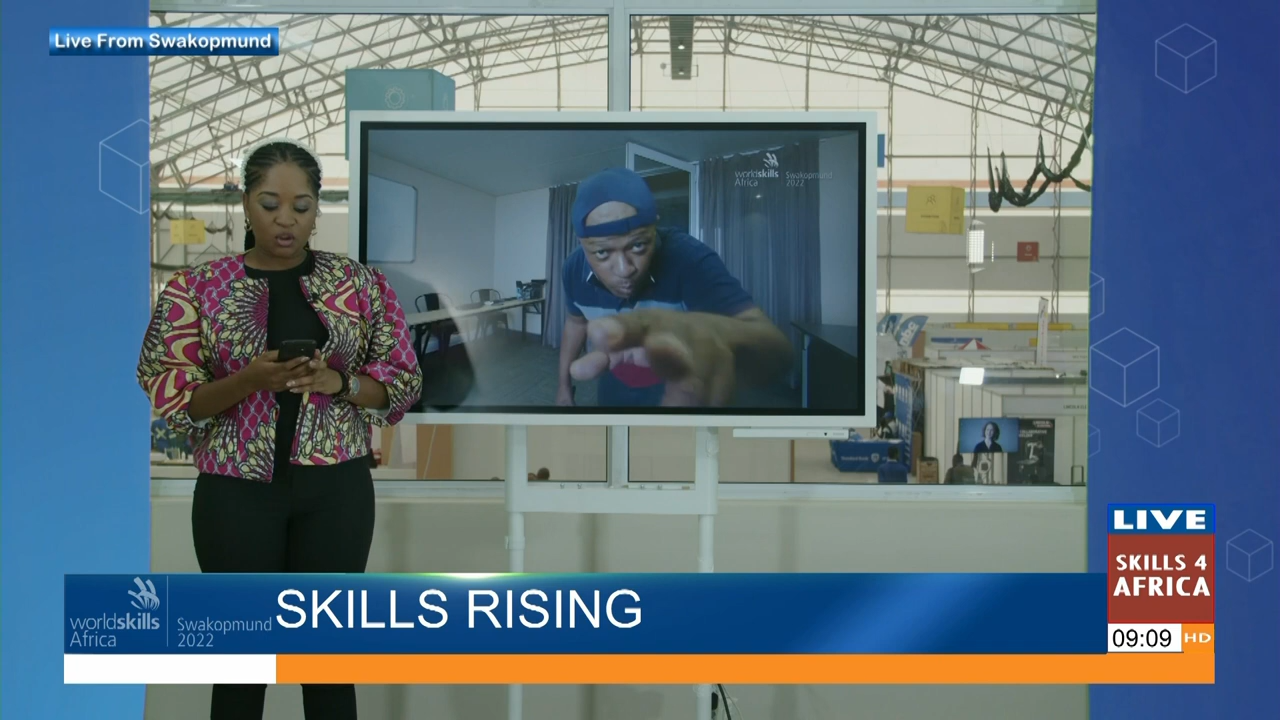 Live From Swakopmund
worldskills
Africa
Swakopmund
2022
LIVE
SKILLS 4
AFRICA
SKILLS RISING
worldskills
Africa
Swakopmund
2022
09:09 HD